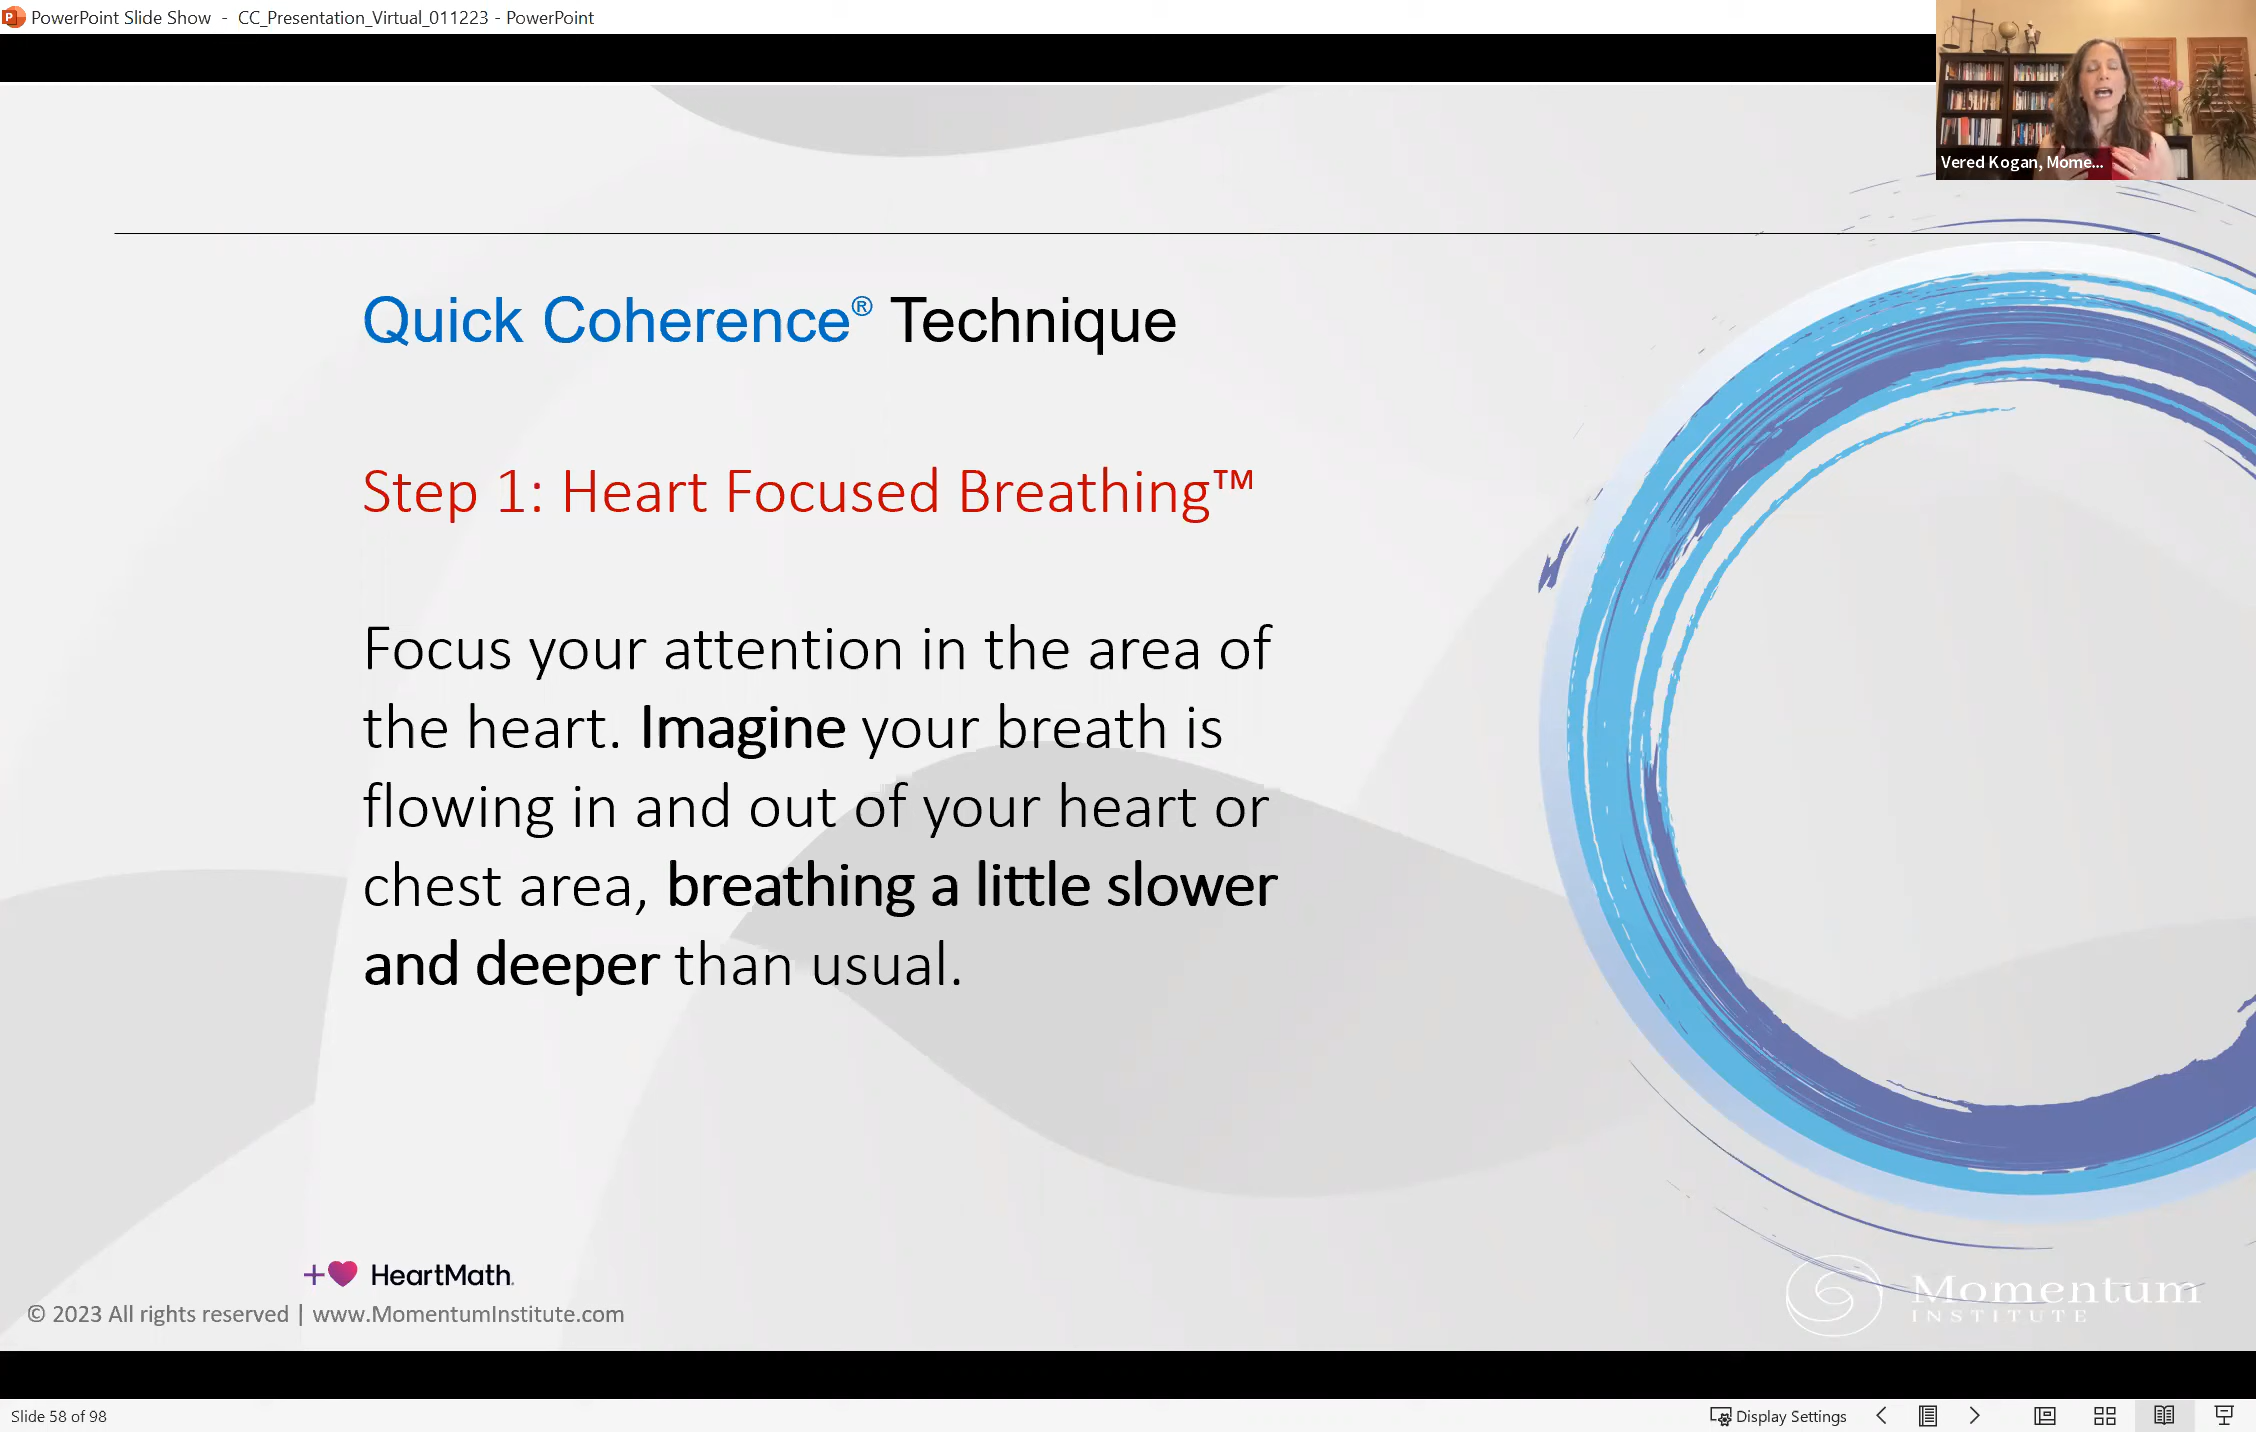 PowerPoint Slide Show - CC_Presentation_Virtual_011223 - PowerPoint
Vered Kogan, Mome...
Quick Coherence® Technique
Step 1: Heart Focused Breathing™
Focus your attention in the area of
the heart. Imagine your breath is
flowing in and out of your heart or
chest area, breathing a little slower
and deeper than usual.
HeartMath.
© 2023 All rights reserved | www.MomentumInstitute.com
Momentum
INSTITUTE
Slide 58 of 98
Display Settings